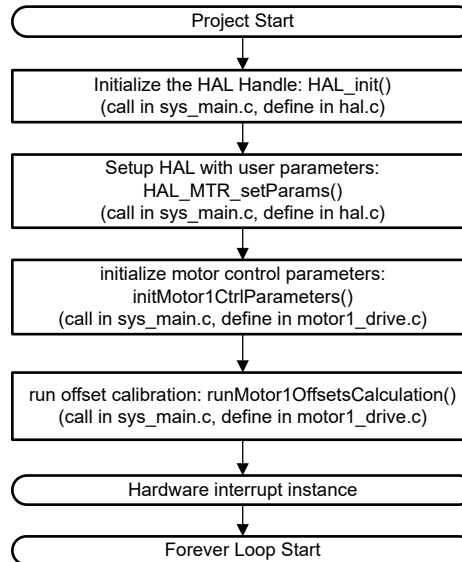 Project Start
Initialize the HAL Handle: HAL_init()
(call in sys_main.c, define in hal.c)
Setup HAL with user parameters:
HAL_MTR_setParams()
(call in sys_main.c, define in hal.c)
initialize motor control parameters:
initMotor1CtrlParameters()
(call in sys_main.c, define in motor1_drive.c)
run offset calibration: runMotor1OffsetsCalculation()
(call in sys_main.c, define in motor1_drive.c)
Hardware interrupt instance
Forever Loop Start